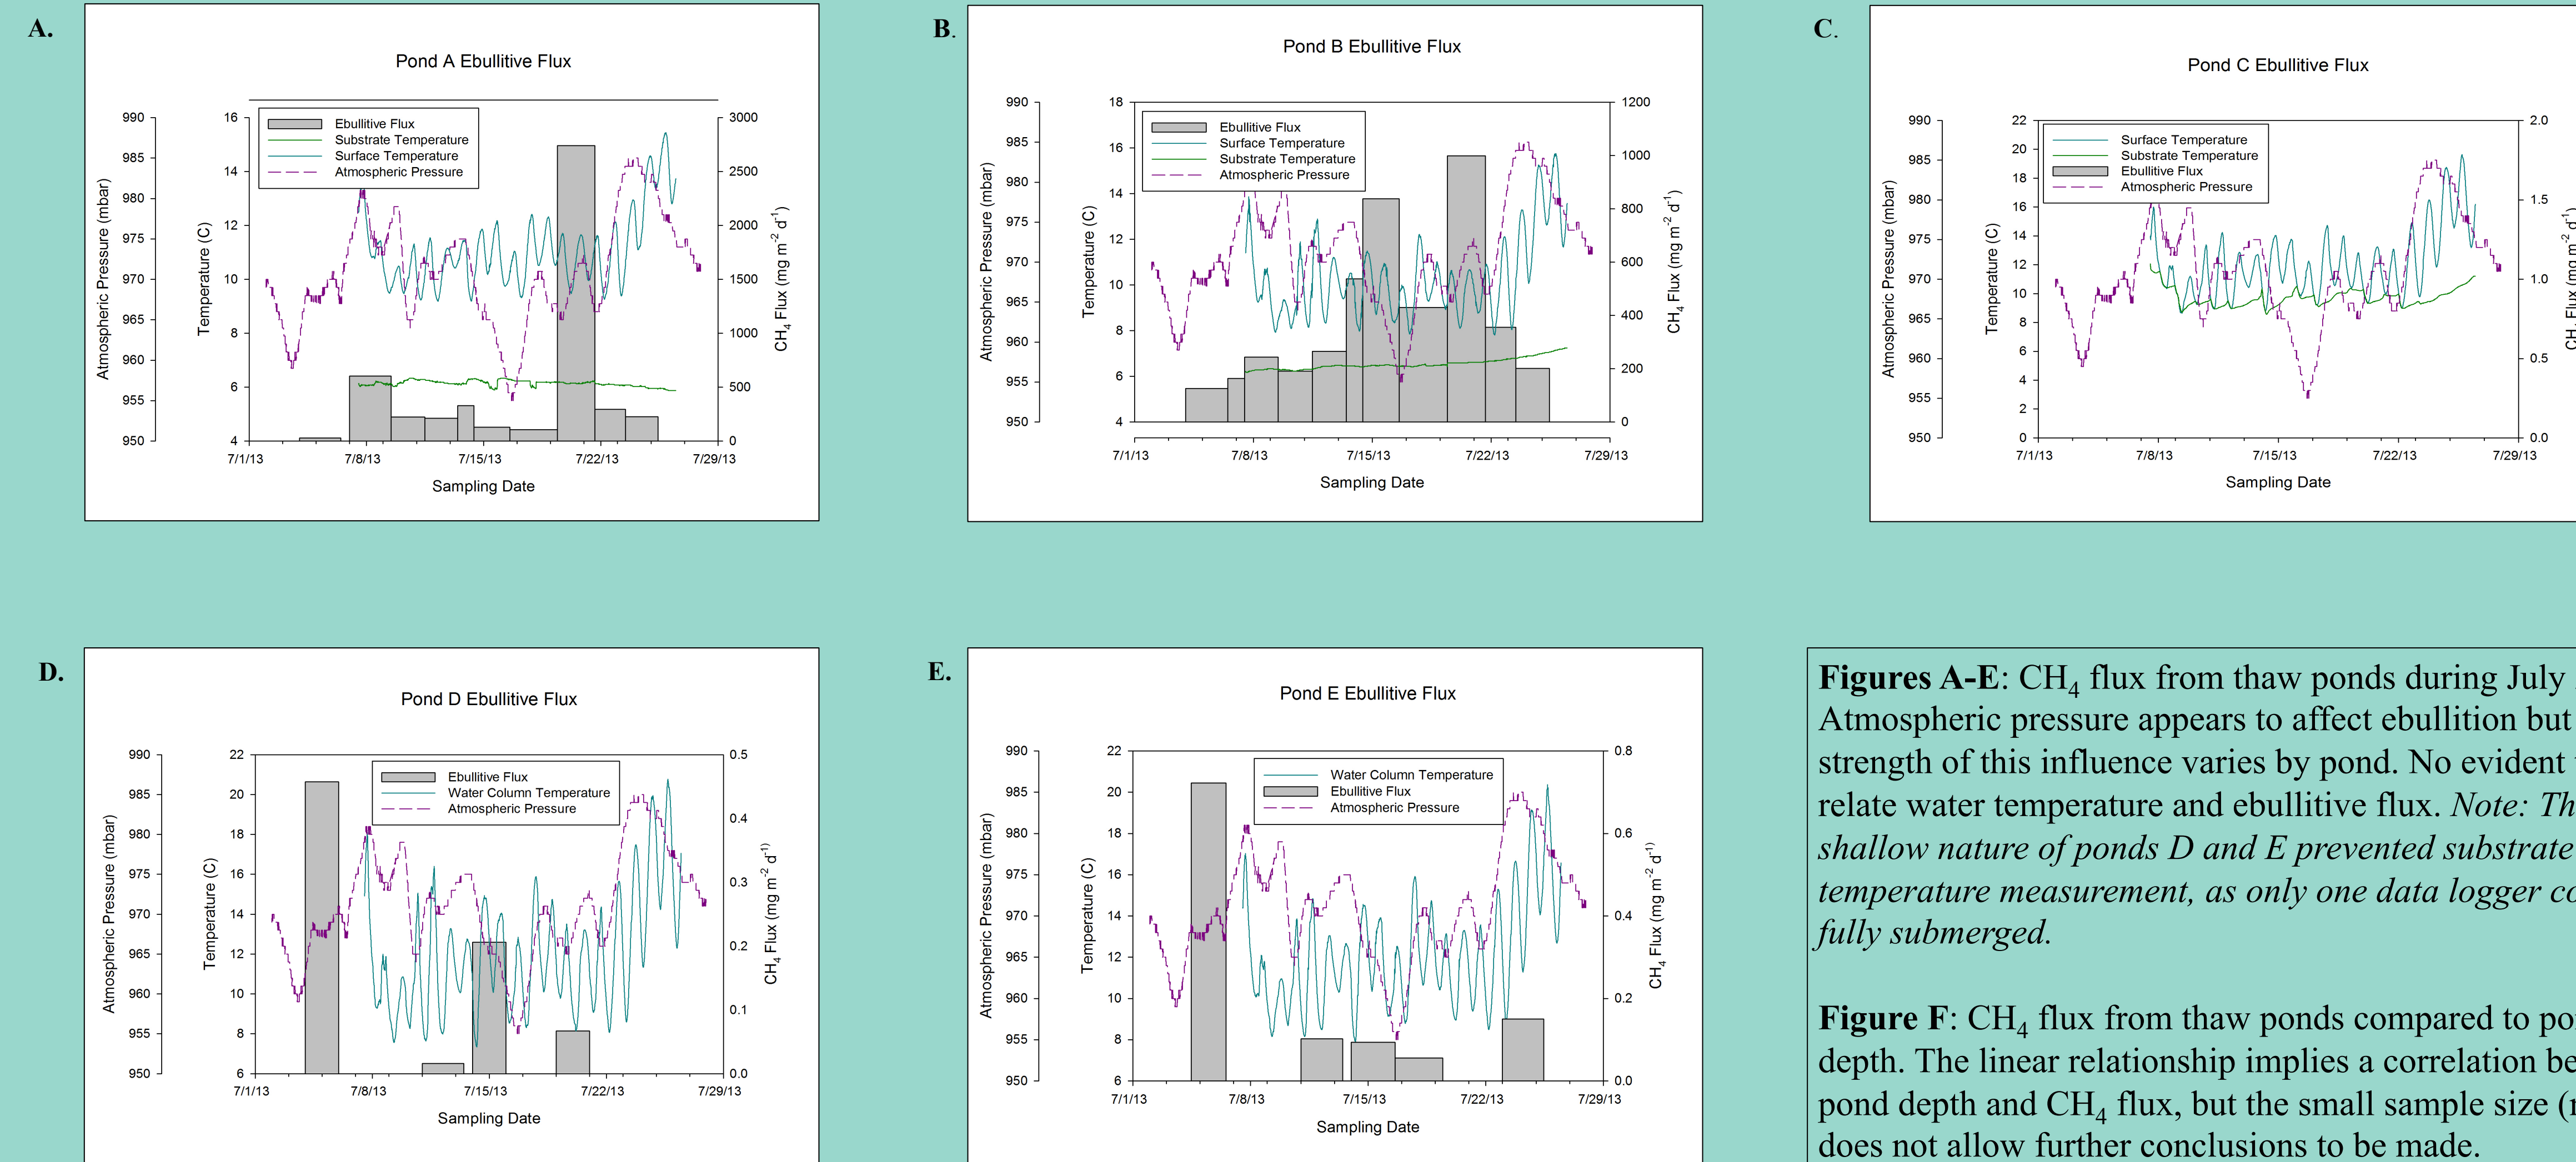 A.
Pond A Ebullitive Flux
Ebullitive Flux
Substrate Temperature
Surface Temperature
Atmospheric Pressure
Atmospheric Pressure (mbar)
990
985
980
975
970
965
960
955
950
Temperature (C)
16
14
12
10
8
6
4
3000
2500
2000
1500
1000
500
0
CH4 Flux (mg m-2 d-1)
7/1/13 7/8/13 7/15/13 7/22/13 7/29/13
Sampling Date
B.
Pond B Ebullitive Flux
Ebullitive Flux
Surface Temperature
Substrate Temperature
Atmospheric Pressure
Atmospheric Pressure (mbar)
990
985
980
975
970
965
960
955
950
Temperature (C)
18
16
14
12
10
8
6
4
1200
1000
800
600
400
200
0
CH4 Flux (mg m-2 d-1)
7/1/13 7/8/13 7/15/13 7/22/13 7/29/13
Sampling Date
C.
Pond C Ebullitive Flux
Surface Temperature
Substrate Temperature
Ebullitive Flux
Atmospheric Pressure
Atmospheric Pressure (mbar)
990
985
980
975
970
965
960
955
950
Temperature (C)
22
20
18
16
14
12
10
8
6
4
2
0
2.0
1.5
1.0
0.5
0.0
Flux (mg m-2 d-1)
7/1/13 7/8/13 7/15/13 7/22/13 7/29/13
Sampling Date
D.
Pond D Ebullitive Flux
Ebullitive Flux
Water Column Temperature
Atmospheric Pressure
Atmospheric Pressure (mbar)
990
985
980
975
970
965
960
955
950
Temperature (C)
22
20
18
16
14
12
10
8
6
0.5
0.4
0.3
0.2
0.1
0.0
CH4 Flux (mg m-2 d-1)
7/1/13 7/8/13 7/15/13 7/22/13 7/29/13
Sampling Date
E.
Pond E Ebullitive Flux
Water Column Temperature
Ebullitive Flux
Atmospheric Pressure
Atmospheric Pressure (mbar)
990
985
980
975
970
965
960
955
950
Temperature (C)
22
20
18
16
14
12
10
8
6
0.8
0.6
0.4
0.2
0.0
CH4 Flux (mg m-2 d-1)
7/1/13 7/8/13 7/15/13 7/22/13 7/29/13
Sampling Date
Figures A-E: CH4 flux from thaw ponds during July
Atmospheric pressure appears to affect ebullition but
strength of this influence varies by pond. No evident
relate water temperature and ebullitive flux. Note:
shallow nature of ponds D and E prevented substrate
temperature measurement, as only one data logger
fully submerged.
Figure F: CH4 flux from thaw ponds compared to
depth. The linear relationship implies a correlation
pond depth and CH4 flux, but the small sample size
does not allow further conclusions to be made.